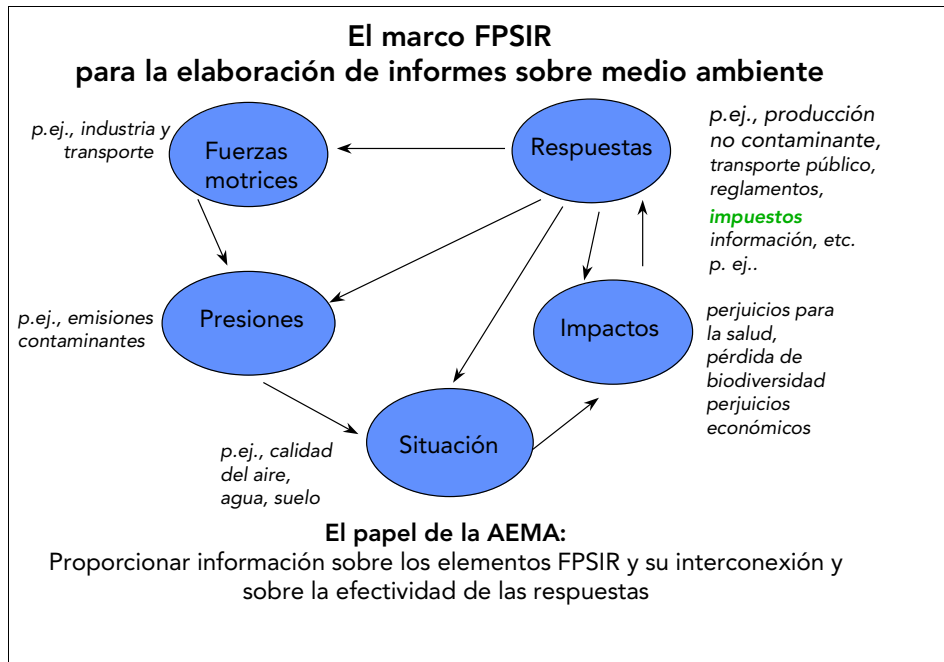 El marco FPSIR
para la elaboración de informes sobre medio ambiente
p.ej., industria y
transporte
Fuerzas
motrices
Respuestas
p.ej., producción
no contaminante,
transporte público,
reglamentos,
impuestos
información, etc.
p. ej..
p.ej., emisiones
contaminantes
Presiones
Impactos
perjuicios para
la salud,
pérdida de
biodiversidad
perjuicios
económicos
p.ej., calidad
del aire,
agua, suelo
Situación
El papel de la AEMA:
Proporcionar información sobre los elementos FPSIR y su interconexión y
sobre la efectividad de las respuestas